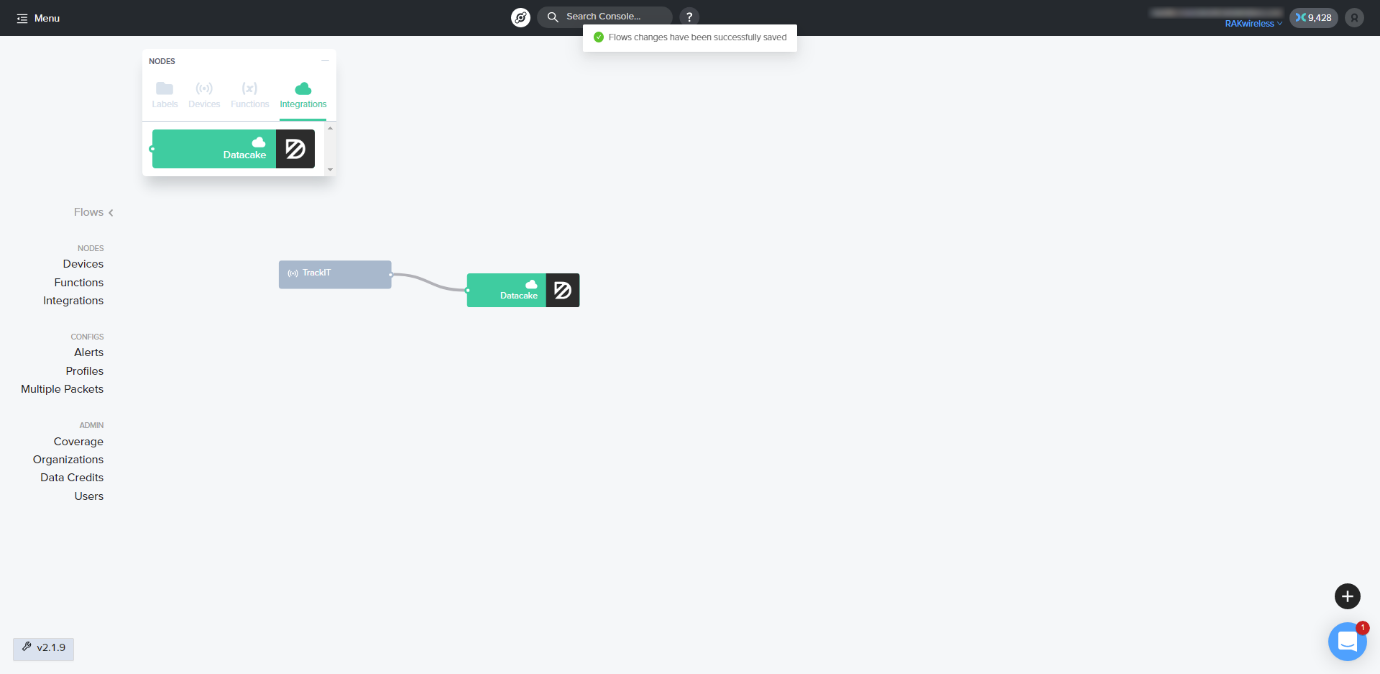 Menu
Search Console...
?
RAKwireless
9,428
Flows changes have been successfully saved
NODES
Labels
Devices
Functions
Integrations
Datacake
Flows
NODES
Devices
Functions
Integrations
CONFIGS
Alerts
Profiles
Multiple Packets
ADMIN
Coverage
Organizations
Data Credits
Users
TrackIT
Datacake
1
v2.1.9